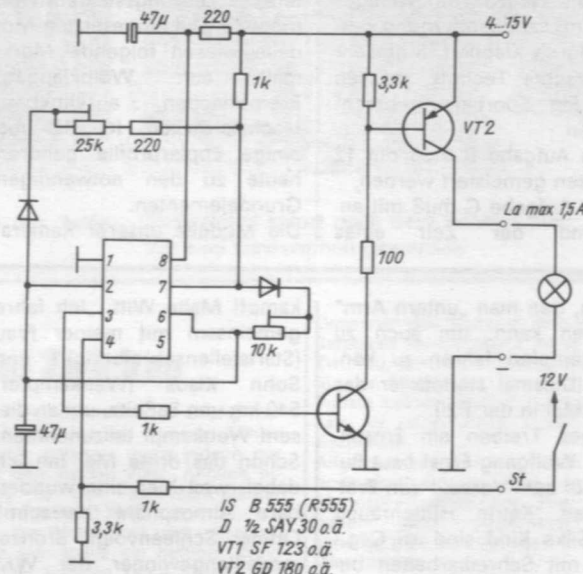 47µ
220
4...15V
1k
3,3k
VT2
25k
220
La max 1,5A
1
8
2
7
3
6
4
5
100
10k
12V
1k
47µ
St
1k
3,3k
IS B 555 (R555)
D ½ SAY 30 o.ä.
VT1 SF 123 o.ä.
VT2 GD 180 o.ä.